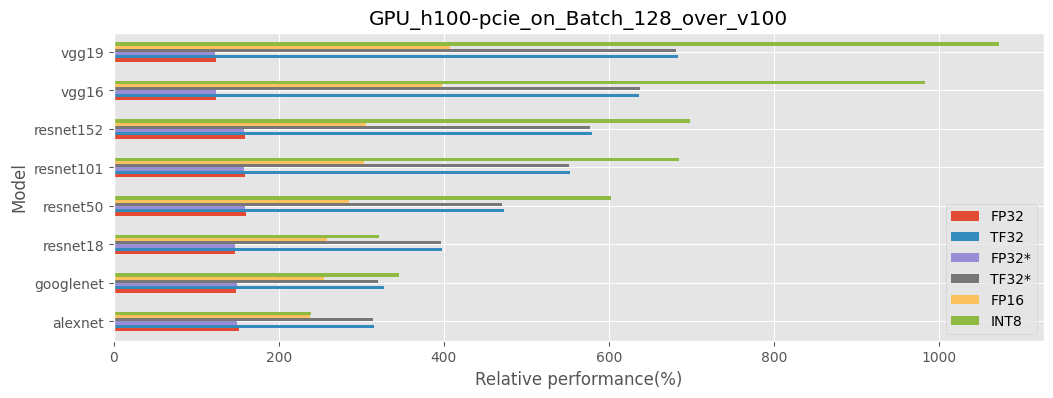 GPU_h100-pcie_on_Batch_128_over_v100
vgg19
vgg16
resnet152
resnet101
resnet50
resnet18
googlenet
alexnet
Model
FP32
TF32
FP32*
TF32*
FP16
INT8
0 200 400 600 800 1000
Relative performance(%)